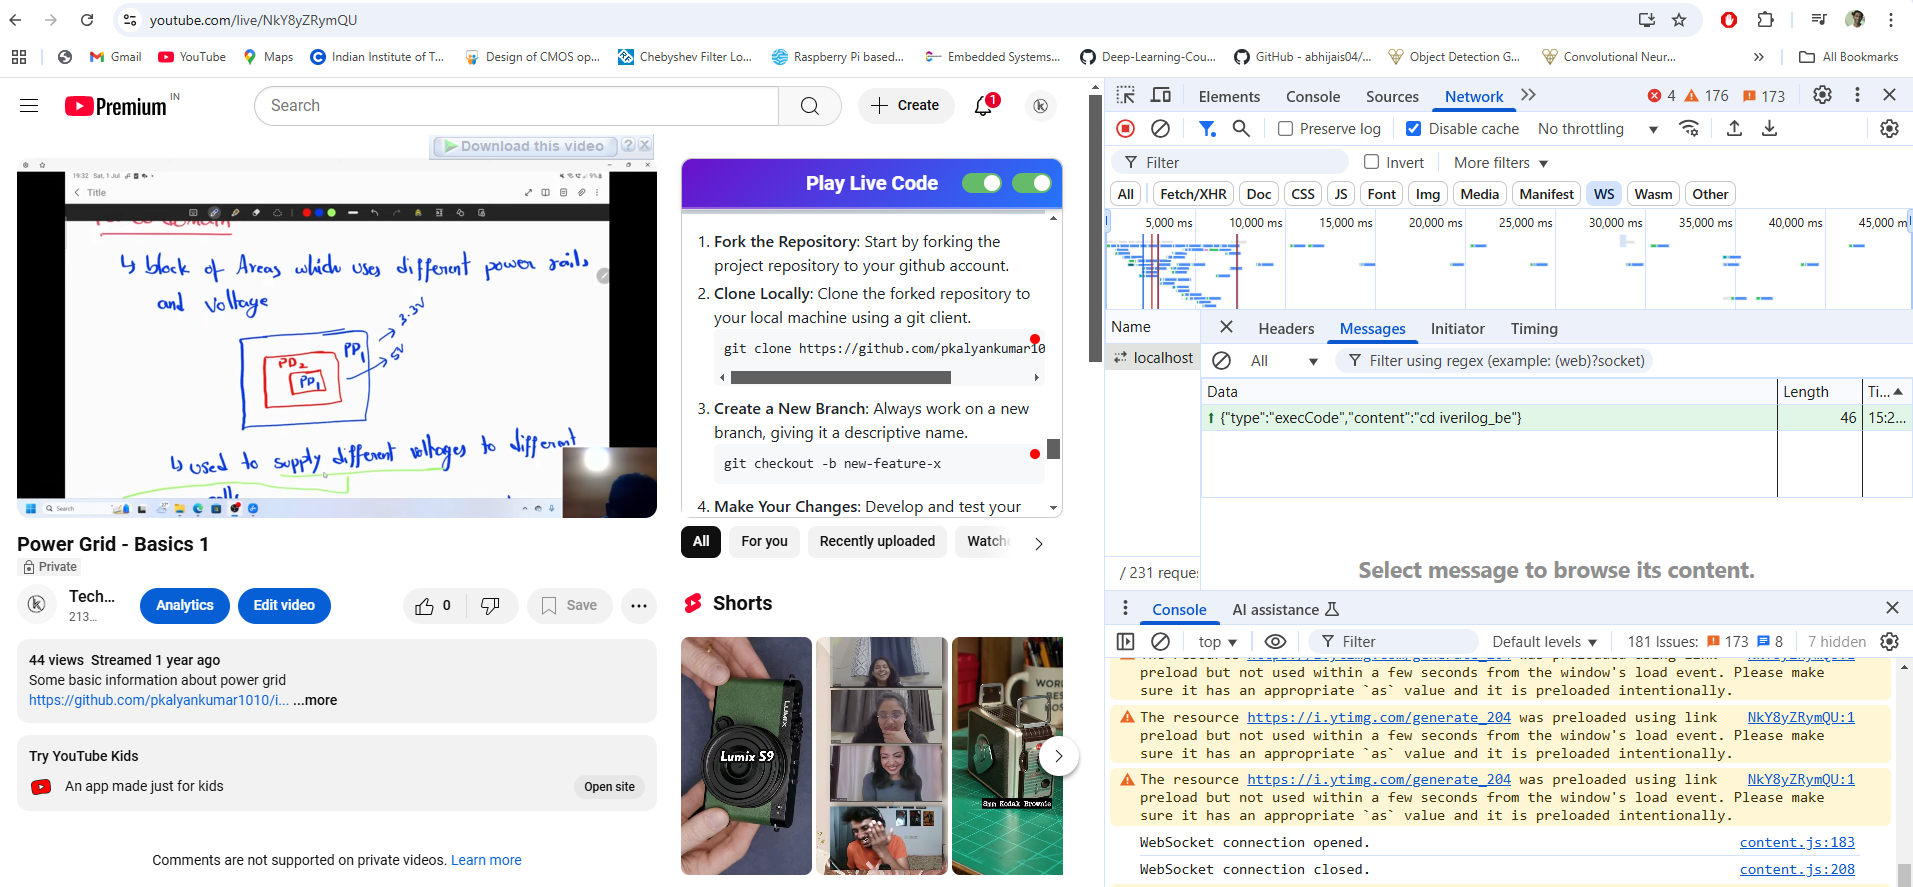 youtube.com/live/NkY8yZRymQU
Gmail
YouTube
Maps
Indian Institute of T...
Design of CMOS op...
Chebyshev Filter Lo...
Raspberry Pi based...
Embedded Systems...
Deep-Learning-Cou...
GitHub - abhijais04/...
Object Detection G...
Convolutional Neur...
All Bookmarks
Premium IN
Search
Create
1
Download this video
19:32 Sat, 1 Jul
Title
↳ block of Areas which uses different power rails
and voltage
3.3V
5V
PD1
PD2
PD1
↳ used to supply different voltages to different
Search
Power Grid - Basics 1
Private
Tech...
213...
Analytics
Edit video
0
Save
44 views Streamed 1 year ago
Some basic information about power grid
https://github.com/pkalyankumar1010/i... ...more
Try YouTube Kids
An app made just for kids
Open site
Comments are not supported on private videos. Learn more
Play Live Code
1. Fork the Repository: Start by forking the
project repository to your github account.
2. Clone Locally: Clone the forked repository to
your local machine using a git client.
git clone https://github.com/pkalyankumar10
3. Create a New Branch: Always work on a new
branch, giving it a descriptive name.
git checkout -b new-feature-x
4. Make Your Changes: Develop and test your
All
For you
Recently uploaded
Watche
Shorts
LUMIX
Lumix S9
WORL
BES
MOS
Ann Kodak Brownie
Elements
Console
Sources
Network
4
176
173
Preserve log
Disable cache
No throttling
Filter
Invert
More filters
All
Fetch/XHR
Doc
CSS
JS
Font
Img
Media
Manifest
WS
Wasm
Other
5,000 ms
10,000 ms
15,000 ms
20,000 ms
25,000 ms
30,000 ms
35,000 ms
40,000 ms
45,000 m
Name
Headers
Messages
Initiator
Timing
localhost
All
Filter using regex (example: (web)?socket)
Data
Length
Ti...
{"type":"execCode","content":"cd iverilog_be"}
46
15:2...
/ 231 reques
Select message to browse its content.
Console
AI assistance
top
Filter
Default levels
181 Issues: 173 8
7 hidden
preload but not used within a few seconds from the window's load event. Please make
sure it has an appropriate `as` value and it is preloaded intentionally.
The resource https://i.ytimg.com/generate_204 was preloaded using link NkY8yZRymQU:1
preload but not used within a few seconds from the window's load event. Please make
sure it has an appropriate `as` value and it is preloaded intentionally.
The resource https://i.ytimg.com/generate_204 was preloaded using link NkY8yZRymQU:1
preload but not used within a few seconds from the window's load event. Please make
sure it has an appropriate `as` value and it is preloaded intentionally.
WebSocket connection opened. content.js:183
WebSocket connection closed. content.js:208